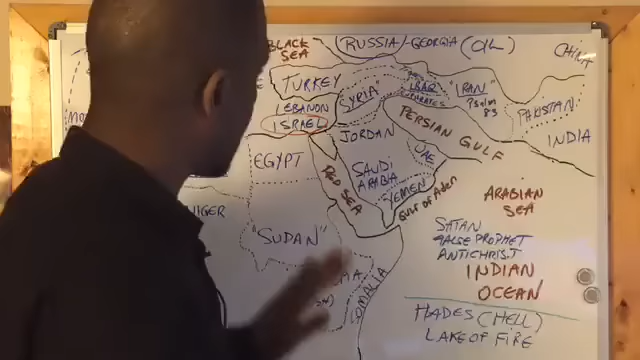 BLACK
SEA
RUSSIA-GEORGIA (OIL)
CHINA
TURKEY
"SYRIA"
IRAQ
"IRAN"
Psalm
83
EUPHRATES
LEBANON
ISRAEL
JORDAN
PERSIAN GULF
PAKISTAN
INDIA
EGYPT
RED SEA
SAUDI
ARABIA
UAE
YEMEN
Gulf of Aden
ARABIAN
SEA
NIGER
"SUDAN"
SOMALIA
SATAN
FALSE PROPHET
ANTICHRIST
INDIAN
OCEAN
HADES (HELL)
LAKE OF FIRE